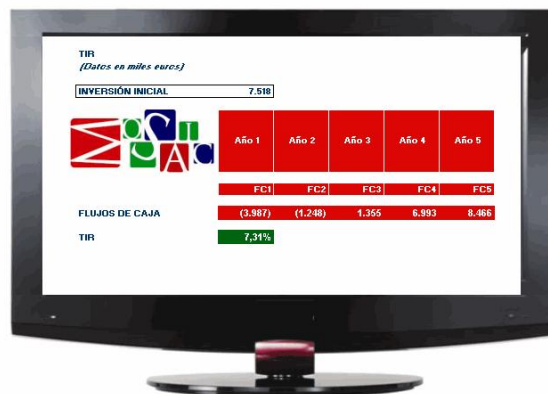 TIR
(Datos en miles euros)
INVERSIÓN INICIAL 7.518
MOSTCAC
Año 1 Año 2 Año 3 Año 4 Año 5
FC1 FC2 FC3 FC4 FC5
FLUJOS DE CAJA (3.987) (1.248) 1.355 6.993 8.466
TIR 7,31%